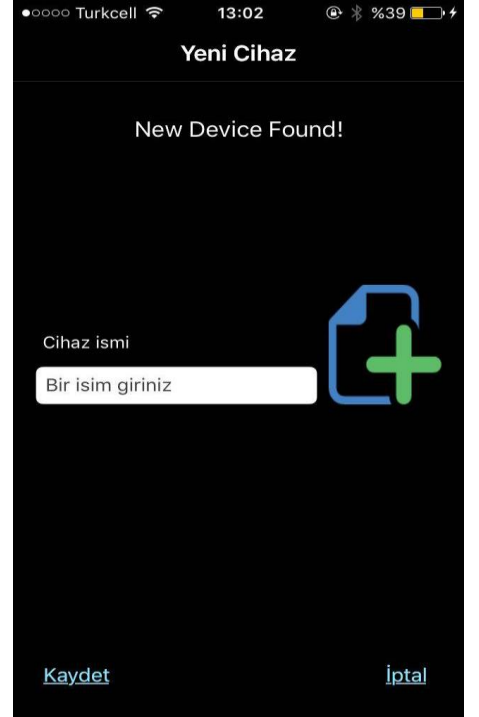 Turkcell 13:02 %39
Yeni Cihaz
New Device Found!
Cihaz ismi
Bir isim giriniz
Kaydet İptal